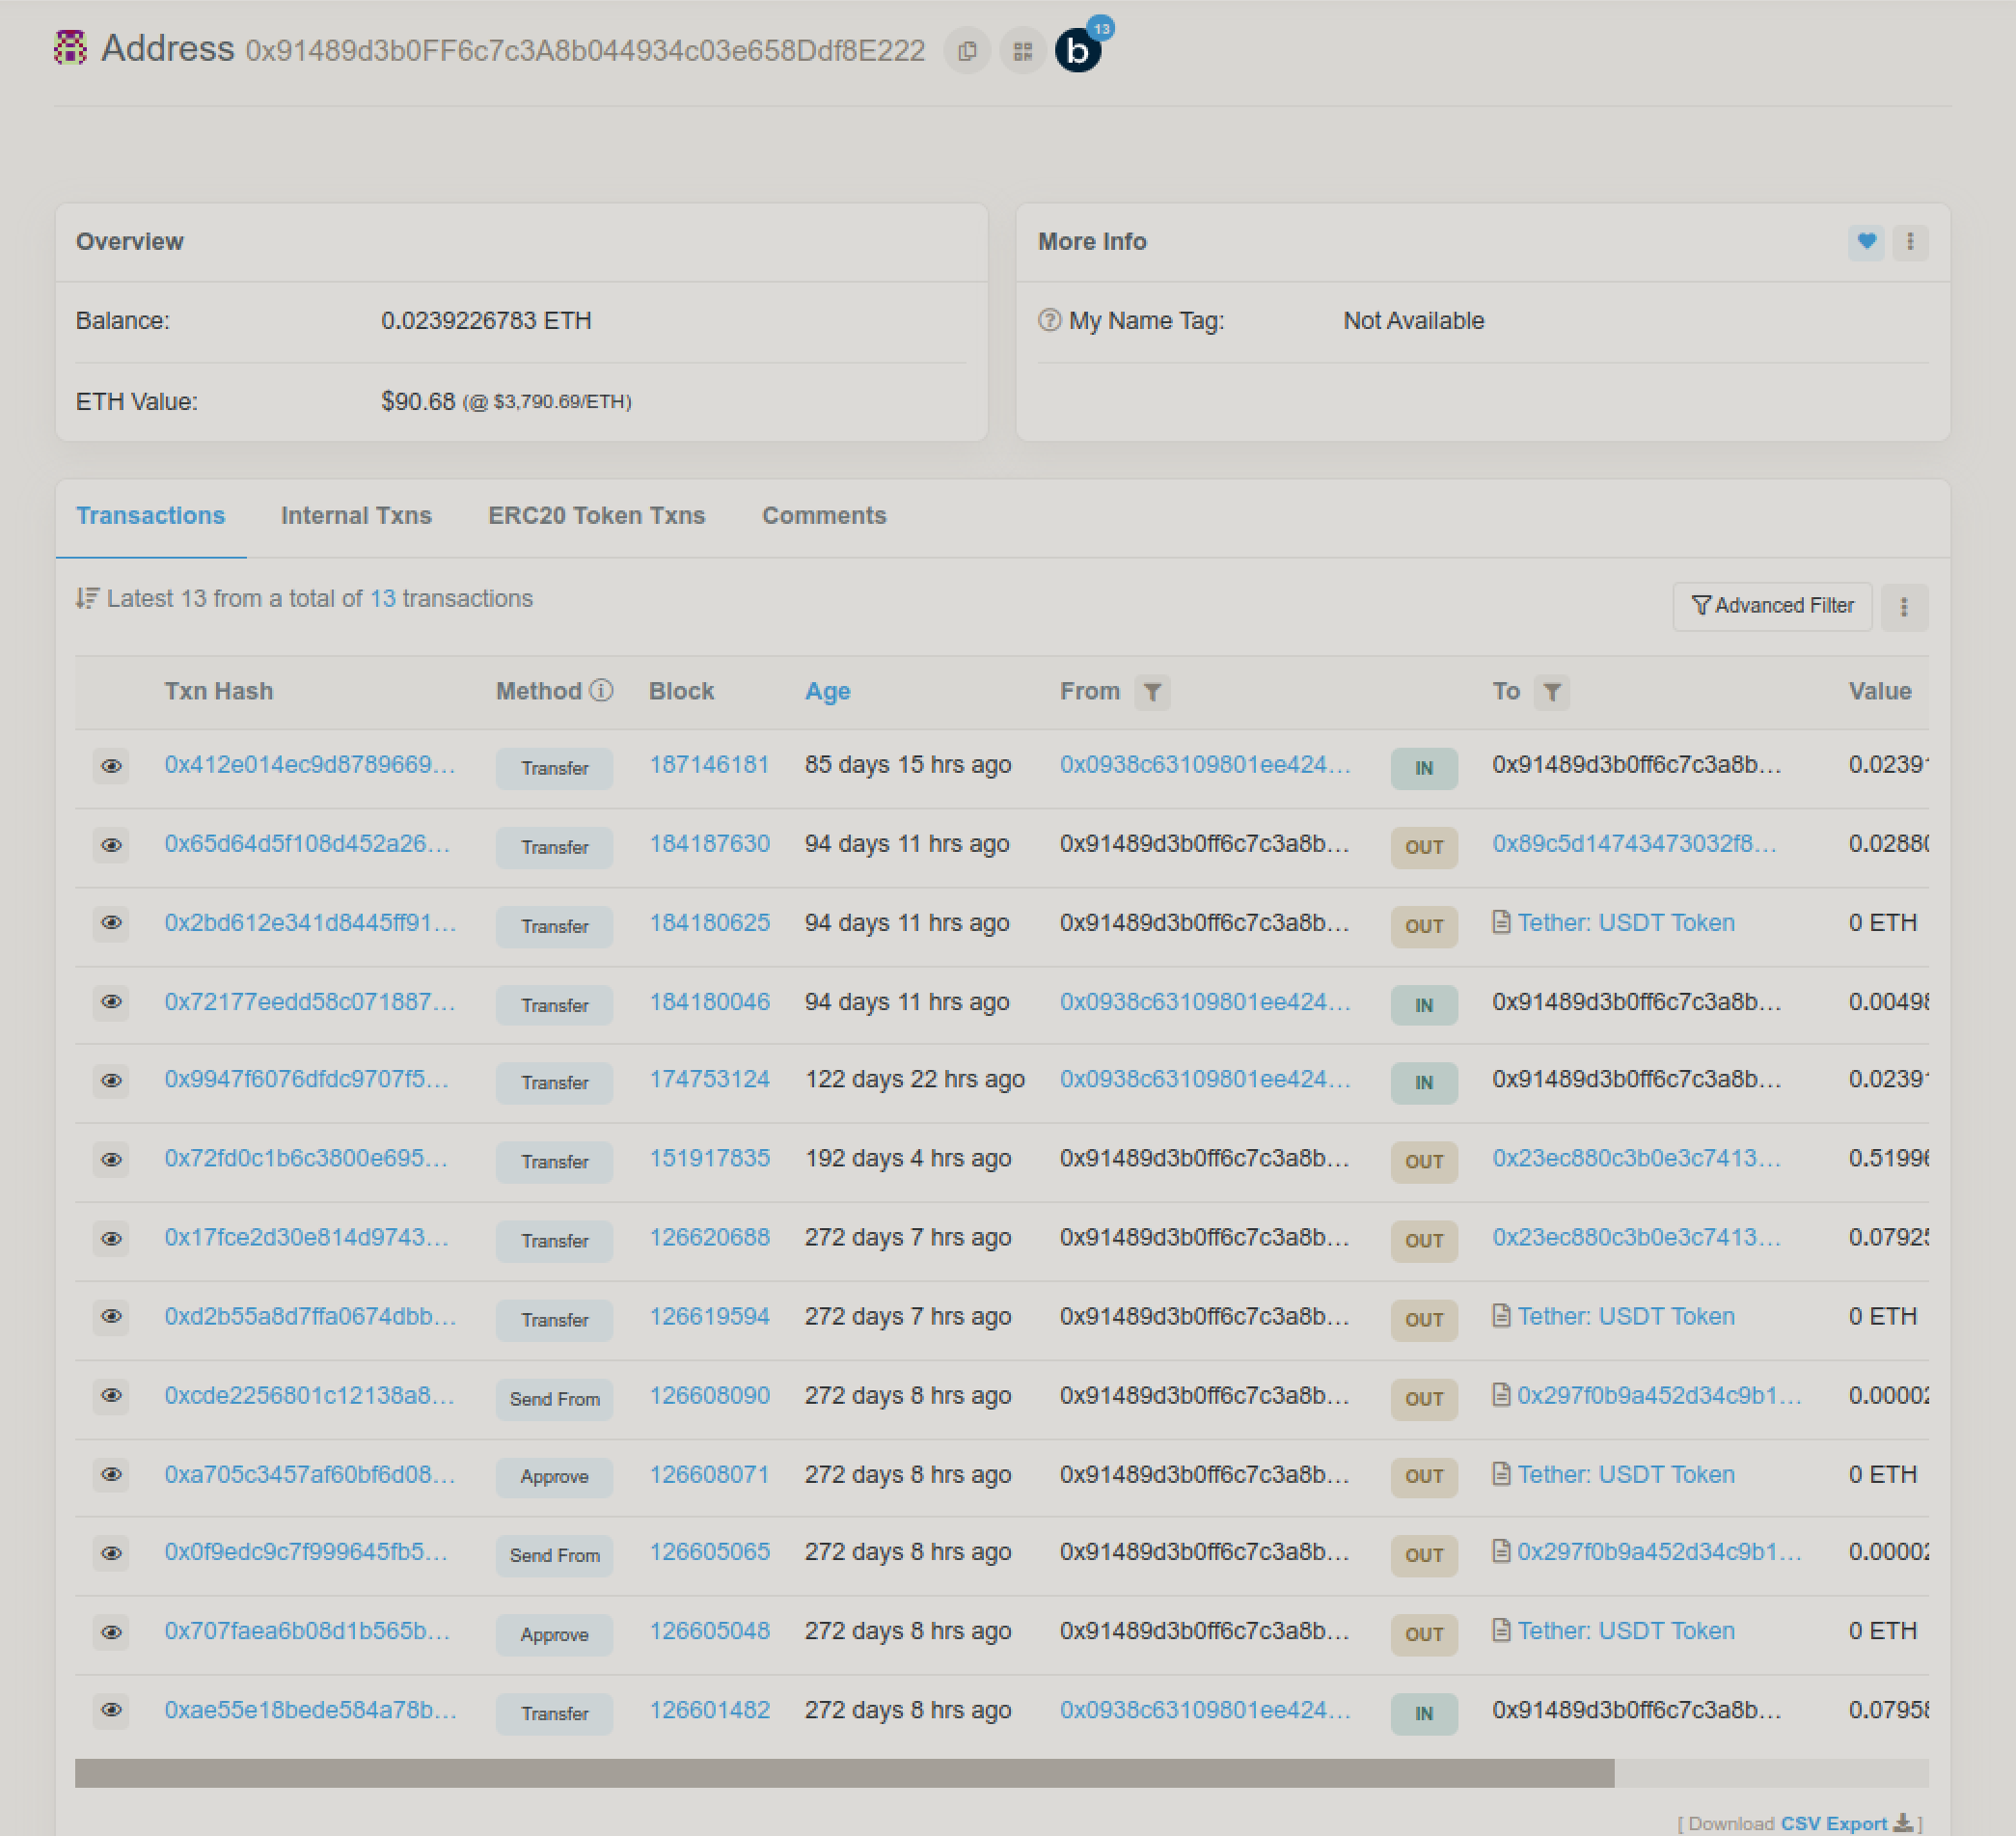 Address 0x91489d3b0FF6c7c3A8b044934c03e658Ddf8E222 b 13
Overview
Balance: 0.0239226783 ETH
ETH Value: $90.68 (@ $3,790.69/ETH)
More Info
My Name Tag: Not Available
Transactions Internal Txns ERC20 Token Txns Comments
Latest 13 from a total of 13 transactions
Advanced Filter
Txn Hash Method Block Age From To Value
0x412e014ec9d8789669... Transfer 187146181 85 days 15 hrs ago 0x0938c63109801ee424... IN 0x91489d3b0ff6c7c3a8b... 0.0239
0x65d64d5f108d452a26... Transfer 184187630 94 days 11 hrs ago 0x91489d3b0ff6c7c3a8b... OUT 0x89c5d14743473032f8... 0.0288
0x2bd612e341d8445ff91... Transfer 184180625 94 days 11 hrs ago 0x91489d3b0ff6c7c3a8b... OUT Tether: USDT Token 0 ETH
0x72177eedd58c071887... Transfer 184180046 94 days 11 hrs ago 0x0938c63109801ee424... IN 0x91489d3b0ff6c7c3a8b... 0.0049
0x9947f6076dfdc9707f5... Transfer 174753124 122 days 22 hrs ago 0x0938c63109801ee424... IN 0x91489d3b0ff6c7c3a8b... 0.0239
0x72fd0c1b6c3800e695... Transfer 151917835 192 days 4 hrs ago 0x91489d3b0ff6c7c3a8b... OUT 0x23ec880c3b0e3c7413... 0.5199
0x17fce2d30e814d9743... Transfer 126620688 272 days 7 hrs ago 0x91489d3b0ff6c7c3a8b... OUT 0x23ec880c3b0e3c7413... 0.0792
0xd2b55a8d7ffa0674dbb... Transfer 126619594 272 days 7 hrs ago 0x91489d3b0ff6c7c3a8b... OUT Tether: USDT Token 0 ETH
0xcde2256801c12138a8... Send From 126608090 272 days 8 hrs ago 0x91489d3b0ff6c7c3a8b... OUT 0x297f0b9a452d34c9b1... 0.0000
0xa705c3457af60bf6d08... Approve 126608071 272 days 8 hrs ago 0x91489d3b0ff6c7c3a8b... OUT Tether: USDT Token 0 ETH
0x0f9edc9c7f999645fb5... Send From 126605065 272 days 8 hrs ago 0x91489d3b0ff6c7c3a8b... OUT 0x297f0b9a452d34c9b1... 0.0000
0x707faea6b08d1b565b... Approve 126605048 272 days 8 hrs ago 0x91489d3b0ff6c7c3a8b... OUT Tether: USDT Token 0 ETH
0xae55e18bede584a78b... Transfer 126601482 272 days 8 hrs ago 0x0938c63109801ee424... IN 0x91489d3b0ff6c7c3a8b... 0.0795
[ Download CSV Export ]